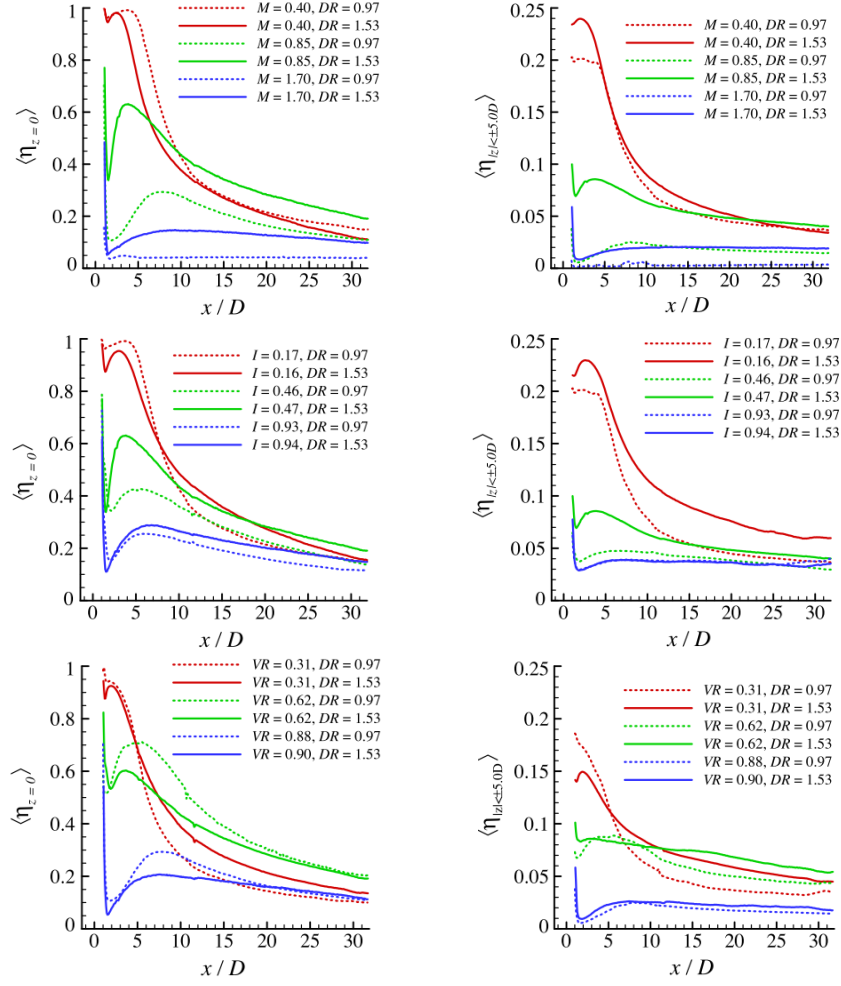 M = 0.40, DR = 0.97
M = 0.40, DR = 1.53
M = 0.85, DR = 0.97
M = 0.85, DR = 1.53
M = 1.70, DR = 0.97
M = 1.70, DR = 1.53
1
0.8
0.6
0.4
0.2
0
⟨η z = 0⟩
0 5 10 15 20 25 30
x / D
M = 0.40, DR = 0.97
M = 0.40, DR = 1.53
M = 0.85, DR = 0.97
M = 0.85, DR = 1.53
M = 1.70, DR = 0.97
M = 1.70, DR = 1.53
0.25
0.2
0.15
0.1
0.05
0
⟨η |z|<±5.0D⟩
0 5 10 15 20 25 30
x / D
I = 0.17, DR = 0.97
I = 0.16, DR = 1.53
I = 0.46, DR = 0.97
I = 0.47, DR = 1.53
I = 0.93, DR = 0.97
I = 0.94, DR = 1.53
1
0.8
0.6
0.4
0.2
0
⟨η z = 0⟩
0 5 10 15 20 25 30
x / D
I = 0.17, DR = 0.97
I = 0.16, DR = 1.53
I = 0.46, DR = 0.97
I = 0.47, DR = 1.53
I = 0.93, DR = 0.97
I = 0.94, DR = 1.53
0.25
0.2
0.15
0.1
0.05
0
⟨η |z|<±5.0D⟩
0 5 10 15 20 25 30
x / D
VR = 0.31, DR = 0.97
VR = 0.31, DR = 1.53
VR = 0.62, DR = 0.97
VR = 0.62, DR = 1.53
VR = 0.88, DR = 0.97
VR = 0.90, DR = 1.53
1
0.8
0.6
0.4
0.2
0
⟨η z = 0⟩
0 5 10 15 20 25 30
x / D
VR = 0.31, DR = 0.97
VR = 0.31, DR = 1.53
VR = 0.62, DR = 0.97
VR = 0.62, DR = 1.53
VR = 0.88, DR = 0.97
VR = 0.90, DR = 1.53
0.25
0.2
0.15
0.1
0.05
0
⟨η |z|<±5.0D⟩
0 5 10 15 20 25 30
x / D